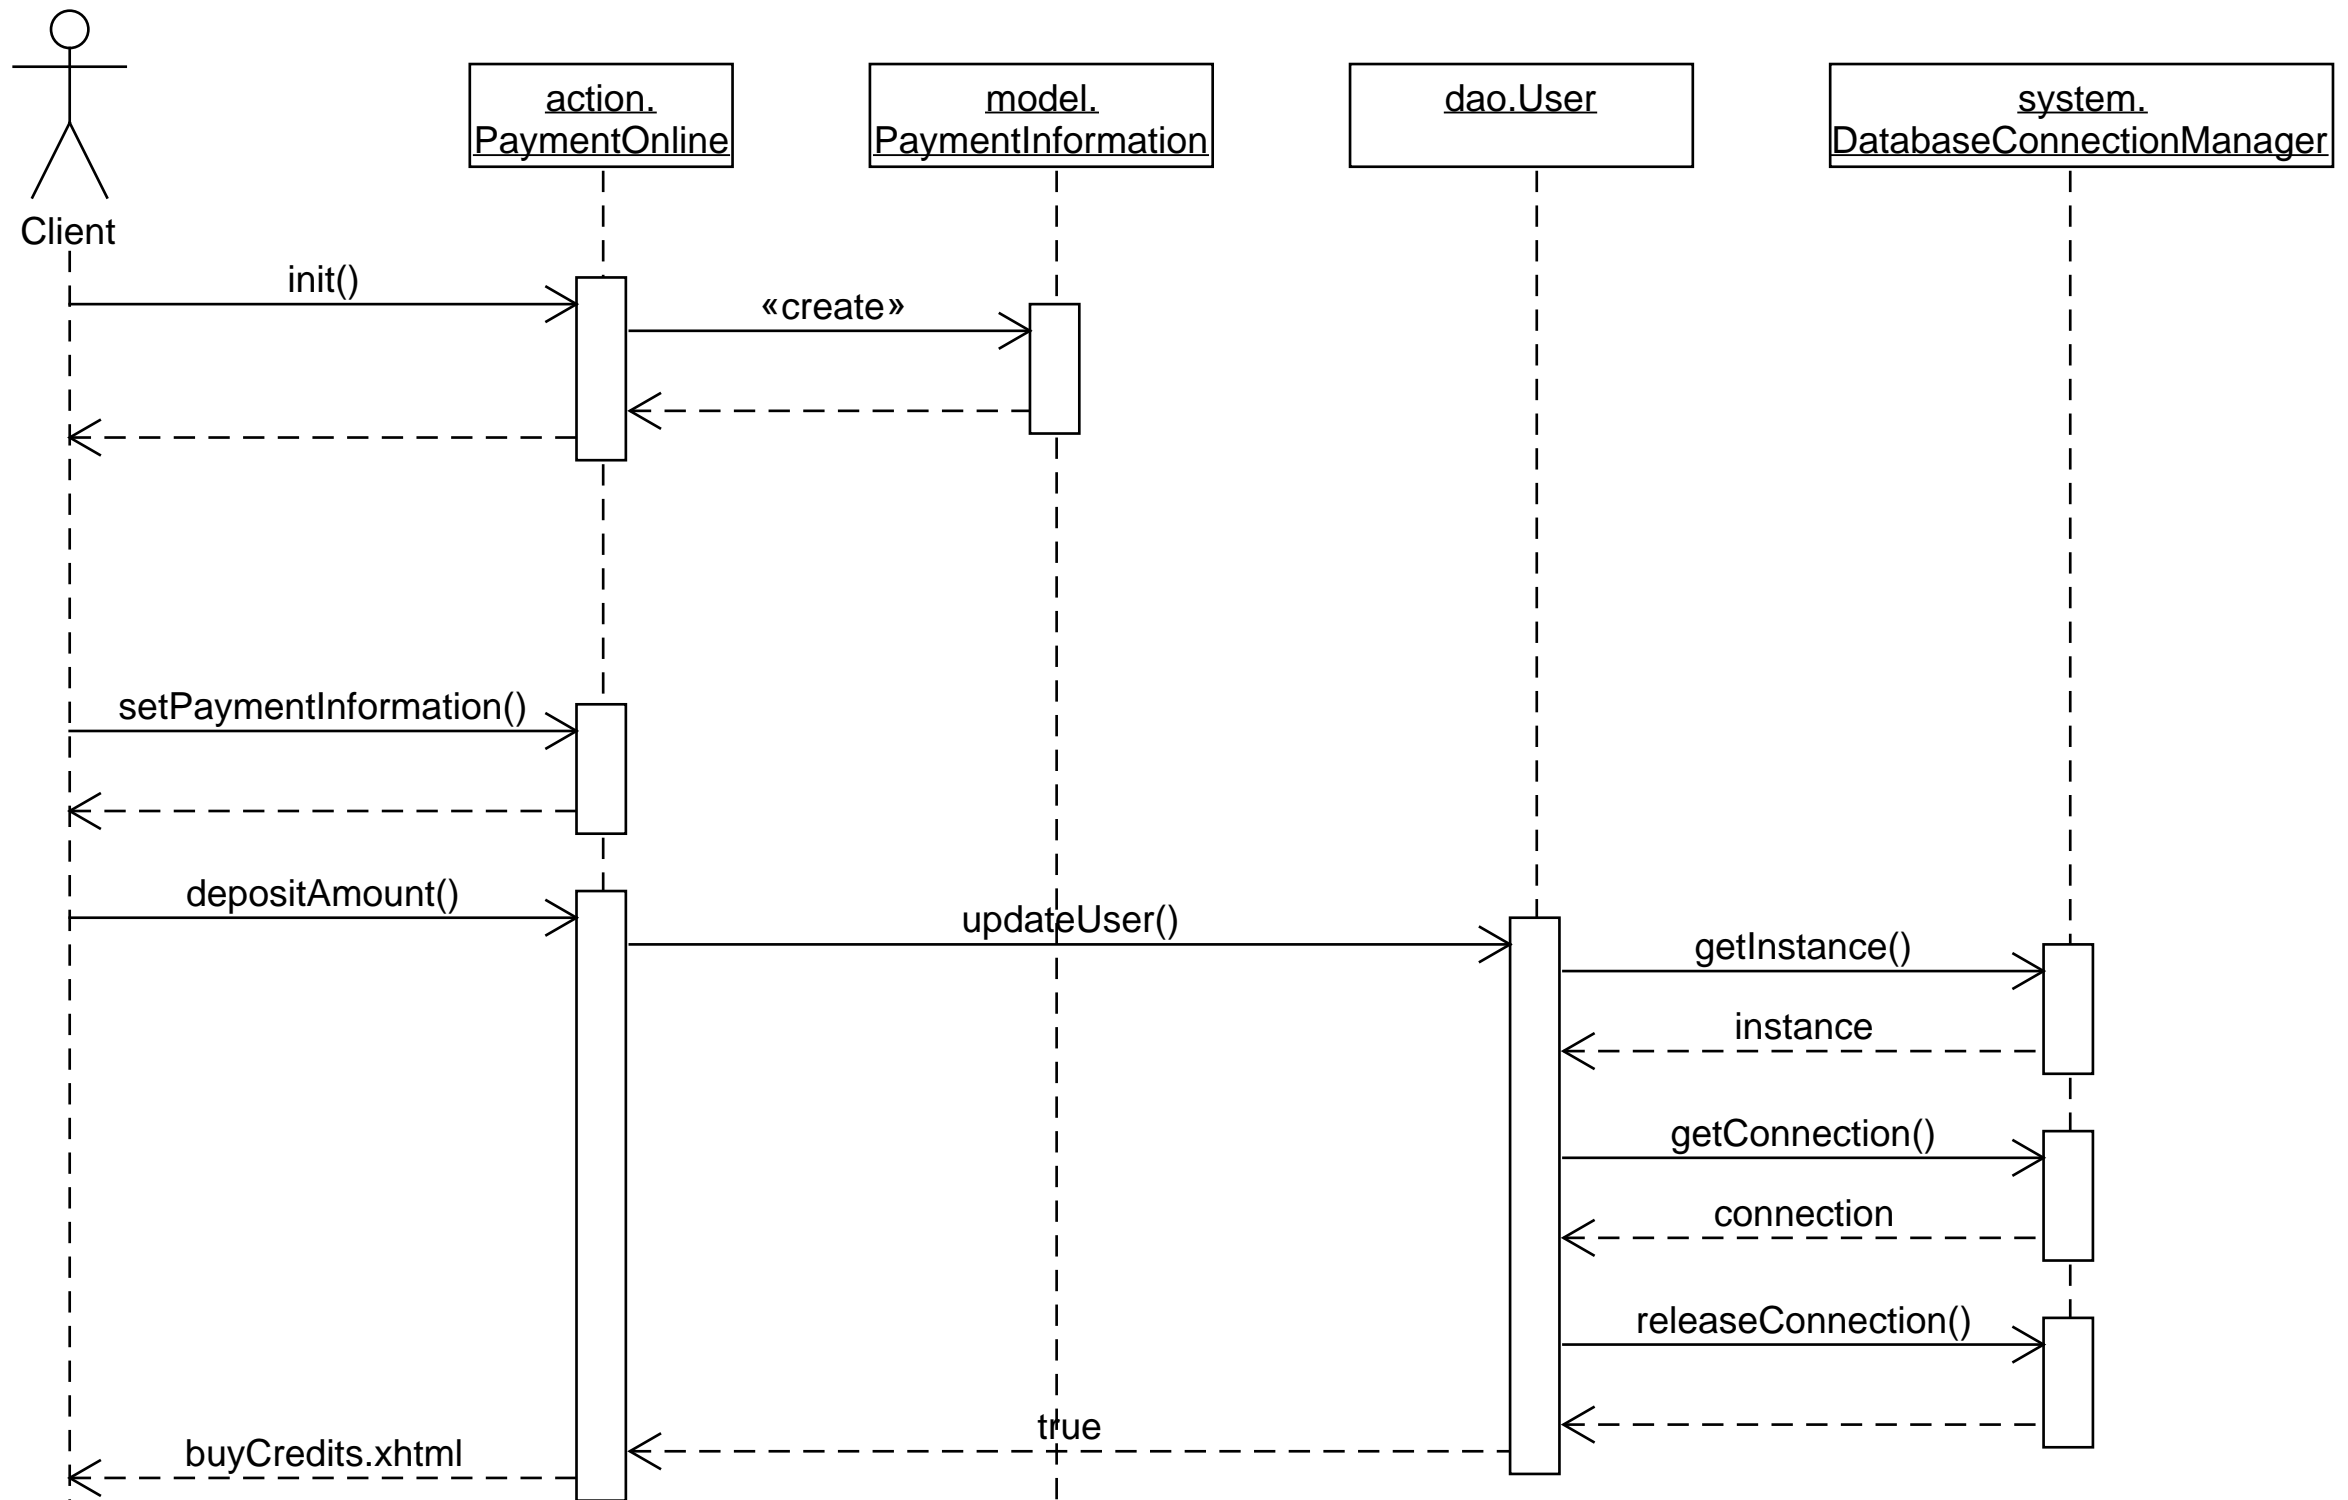 action.
PaymentOnline
model.
PaymentInformation
dao.User
system.
DatabaseConnectionManager
Client
init()
«create»
setPaymentInformation()
depositAmount()
updateUser()
getInstance()
instance
getConnection()
connection
releaseConnection()
true
buyCredits.xhtml